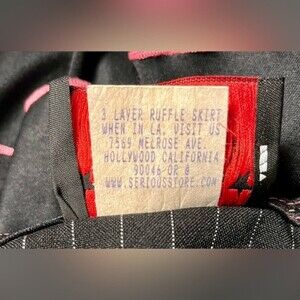 3 LAYER RUFFLE SKIRT
WHEN IN LA. VISIT US
7569 MELROSE AVE.
HOLLYWOOD CALIFORNIA
90046 OR @
WWW.SERIOUSSTORE.COM